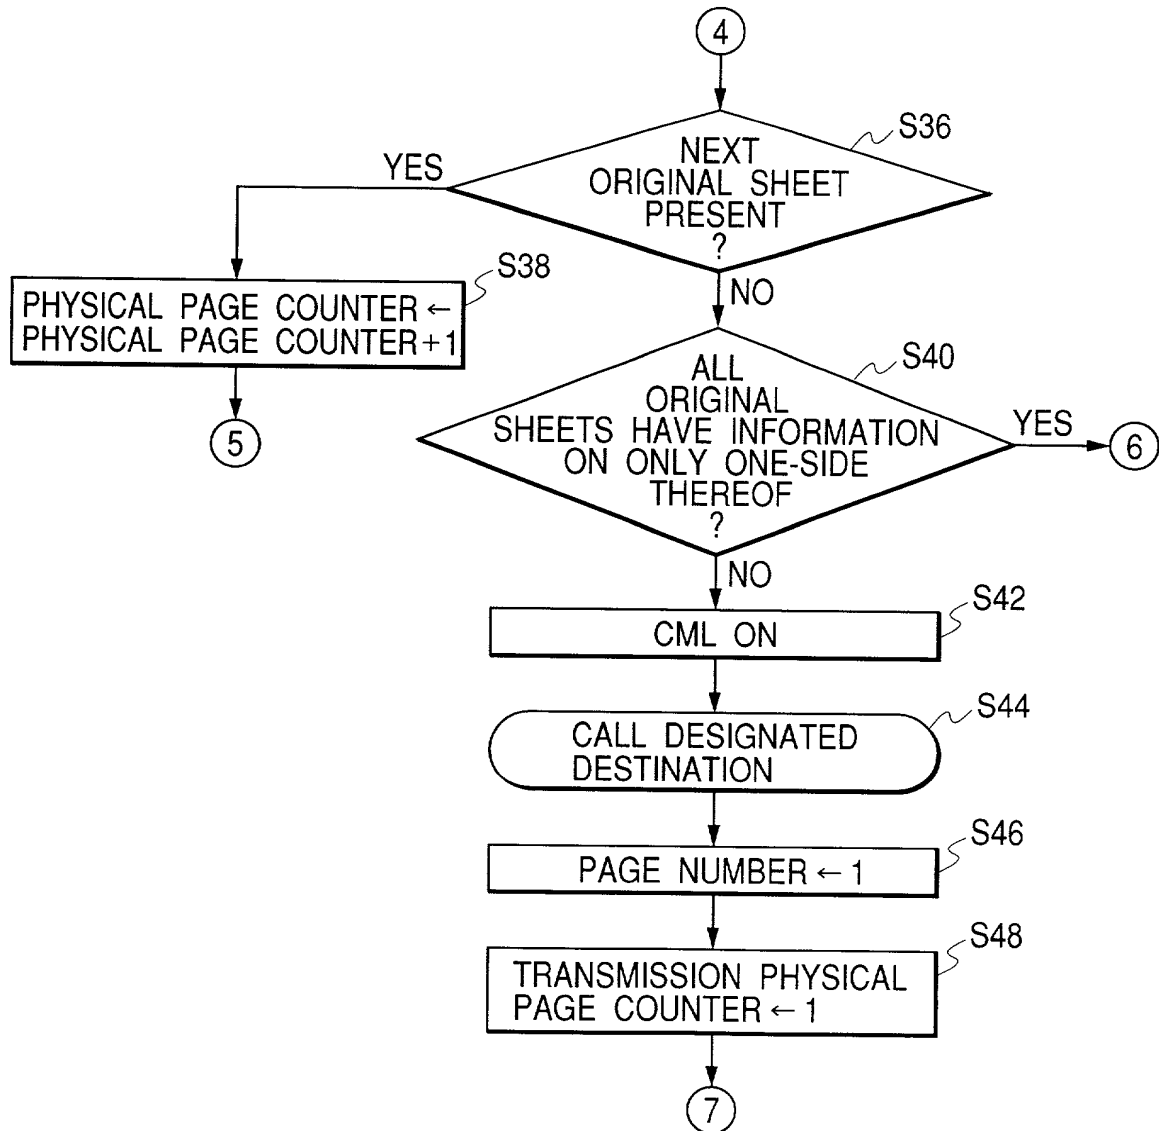 4
S36
NEXT
ORIGINAL SHEET
PRESENT
?
YES
NO
S38
PHYSICAL PAGE COUNTER ←
PHYSICAL PAGE COUNTER+1
5
S40
ALL
ORIGINAL
SHEETS HAVE INFORMATION
ON ONLY ONE-SIDE
THEREOF
?
YES
6
NO
S42
CML ON
S44
CALL DESIGNATED
DESTINATION
S46
PAGE NUMBER ← 1
S48
TRANSMISSION PHYSICAL
PAGE COUNTER ← 1
7